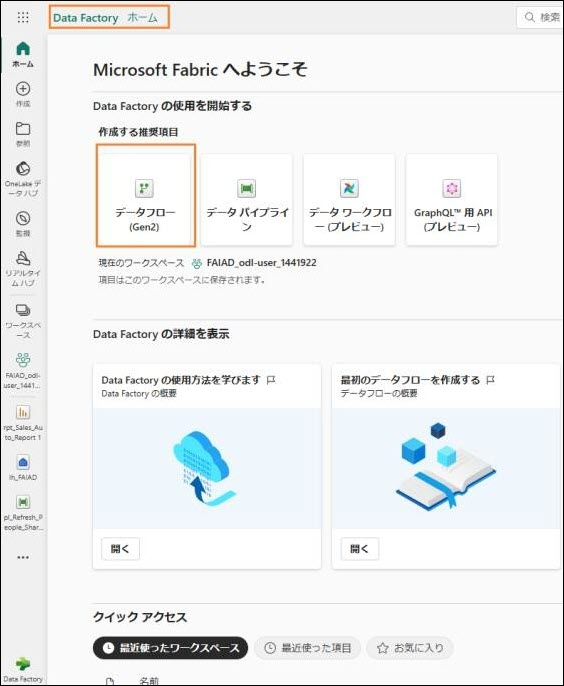 Data Factory ホーム
検索
ホーム
作成
参照
OneLake デ
ータ ハブ
監視
リアルタイ
ム ハブ
ワークスペ
ース
FAIAD_odl-
user_1441...
rpt_Sales_Au
to_Report 1
lh_FAIAD
pl_Refresh_P
eople_Shar...
Data Factory
Microsoft Fabric へようこそ
Data Factory の使用を開始する
作成する推奨項目
データフロー
(Gen2)
データ パイプライ
ン
データ ワークフロ
ー (プレビュー)
GraphQL™ 用 API
(プレビュー)
現在のワークスペース FAIAD_odl-user_1441922
項目はこのワークスペースに保存されます。
Data Factory の詳細を表示
Data Factory の使用方法を学びます
Data Factory の概要
開く
最初のデータフローを作成する
データフローの概要
開く
クイック アクセス
最近使ったワークスペース
最近使った項目
お気に入り
名前